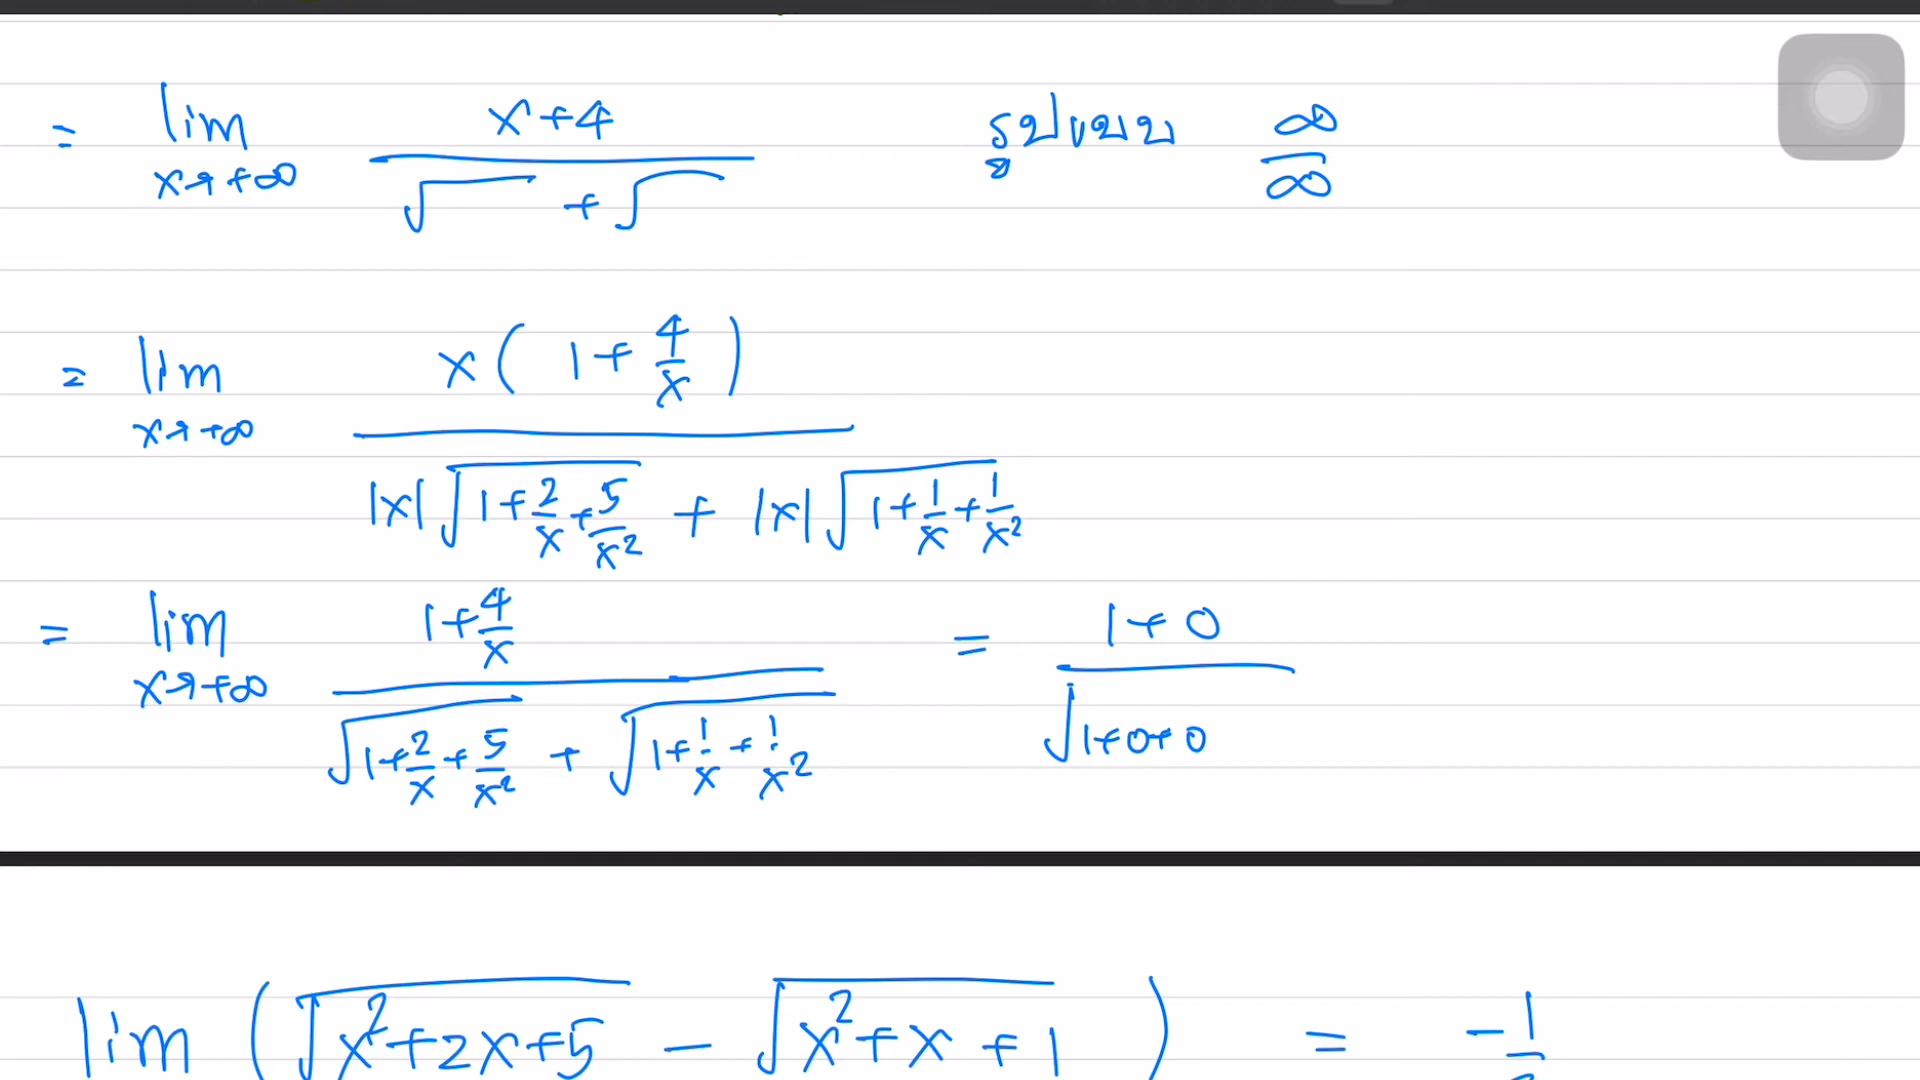 = lim x→+∞ (x+4)/(√ + √) รูปแบบ ∞/∞
= lim x→+∞ x(1+4/x) / (|x|√(1+2/x+5/x²) + |x|√(1+1/x+1/x²))
= lim x→+∞ (1+4/x) / (√(1+2/x+5/x²) + √(1+1/x+1/x²)) = (1+0)/√(1+0+0)
lim (√(x²+2x+5) - √(x²+x+1)) = -1